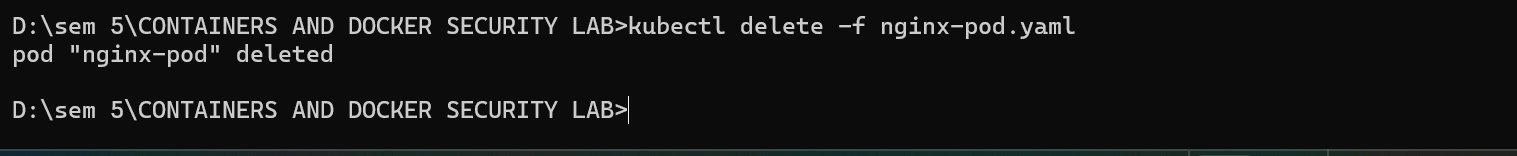 D:\sem 5\CONTAINERS AND DOCKER SECURITY LAB>kubectl delete -f nginx-pod.yaml
pod "nginx-pod" deleted
D:\sem 5\CONTAINERS AND DOCKER SECURITY LAB>